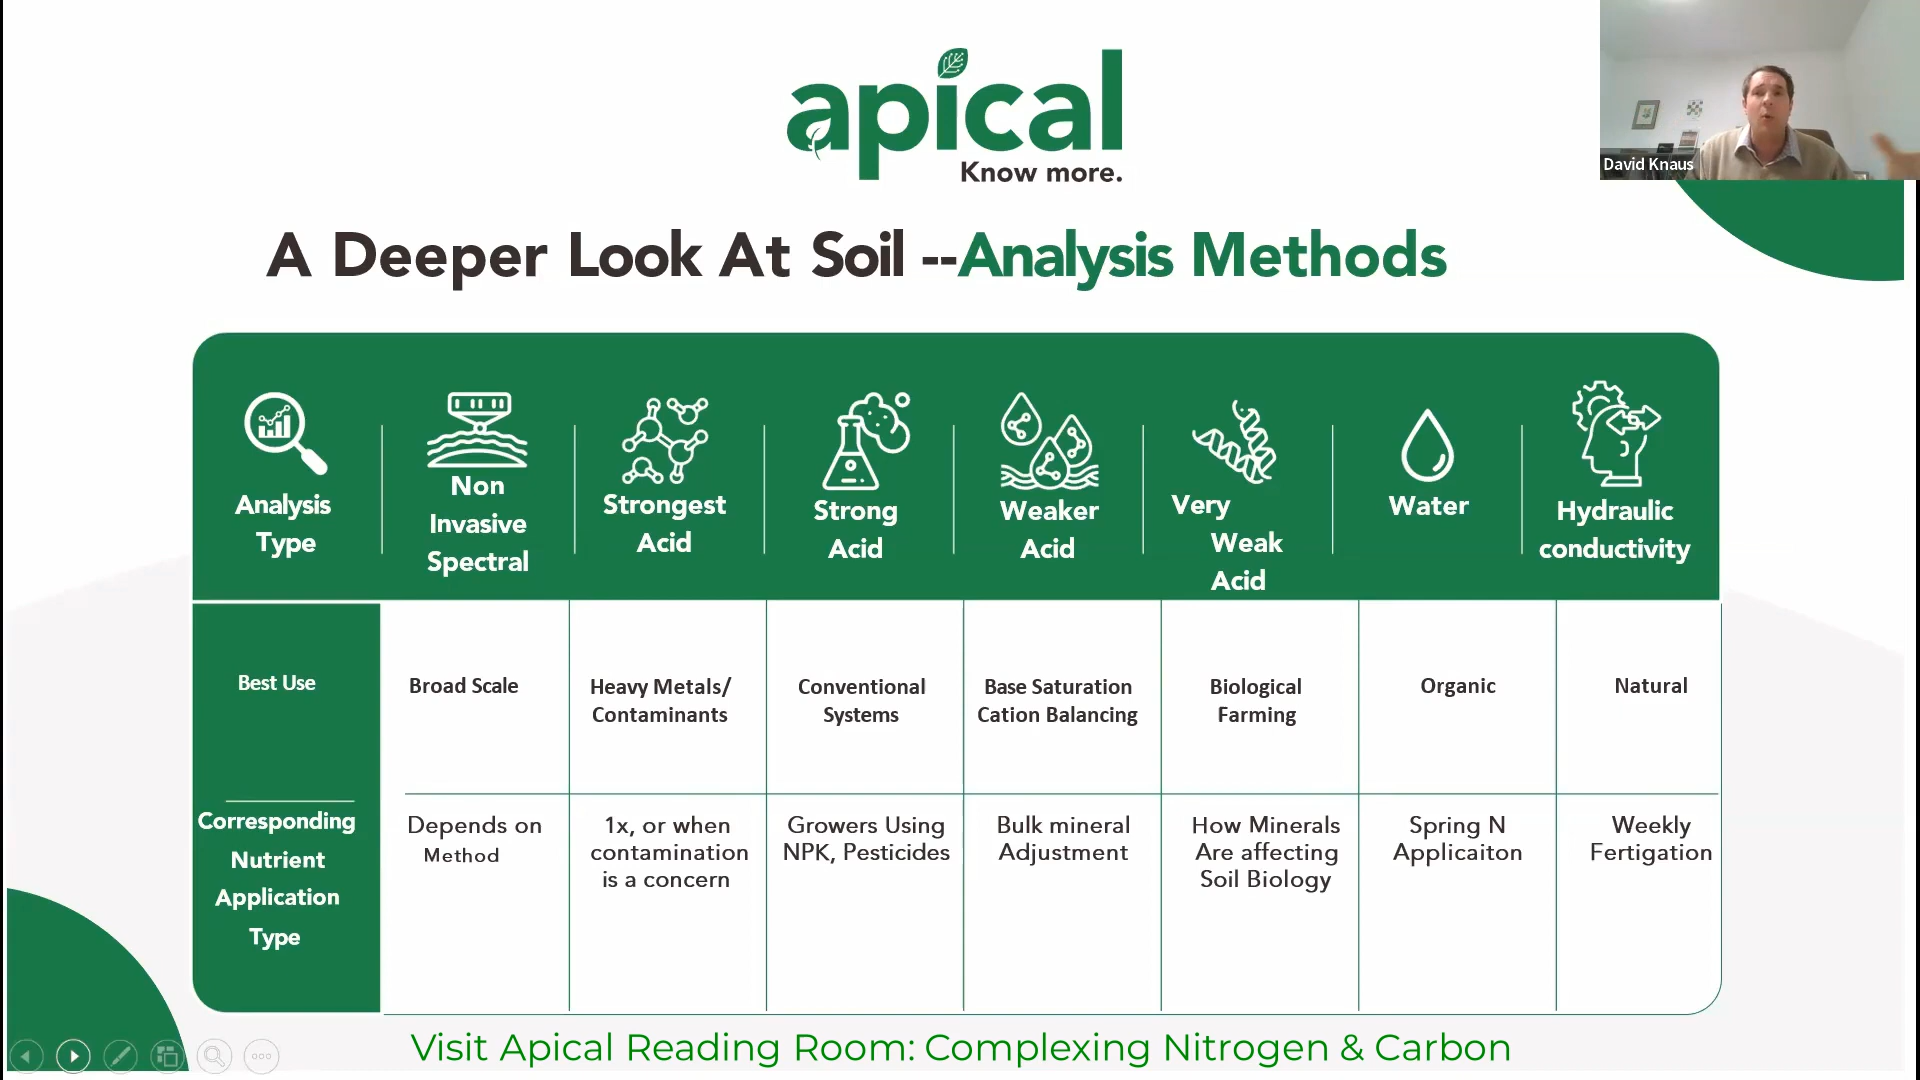 apical
Know more.
David Knaus
A Deeper Look At Soil --Analysis Methods
Analysis
Type
Non
Invasive
Spectral
Strongest
Acid
Strong
Acid
Weaker
Acid
Very
Weak
Acid
Water
Hydraulic
conductivity
Best Use
Broad Scale
Heavy Metals/
Contaminants
Conventional
Systems
Base Saturation
Cation Balancing
Biological
Farming
Organic
Natural
Corresponding
Nutrient
Application
Type
Depends on
Method
1x, or when
contamination
is a concern
Growers Using
NPK, Pesticides
Bulk mineral
Adjustment
How Minerals
Are affecting
Soil Biology
Spring N
Applicaiton
Weekly
Fertigation
Visit Apical Reading Room: Complexing Nitrogen & Carbon